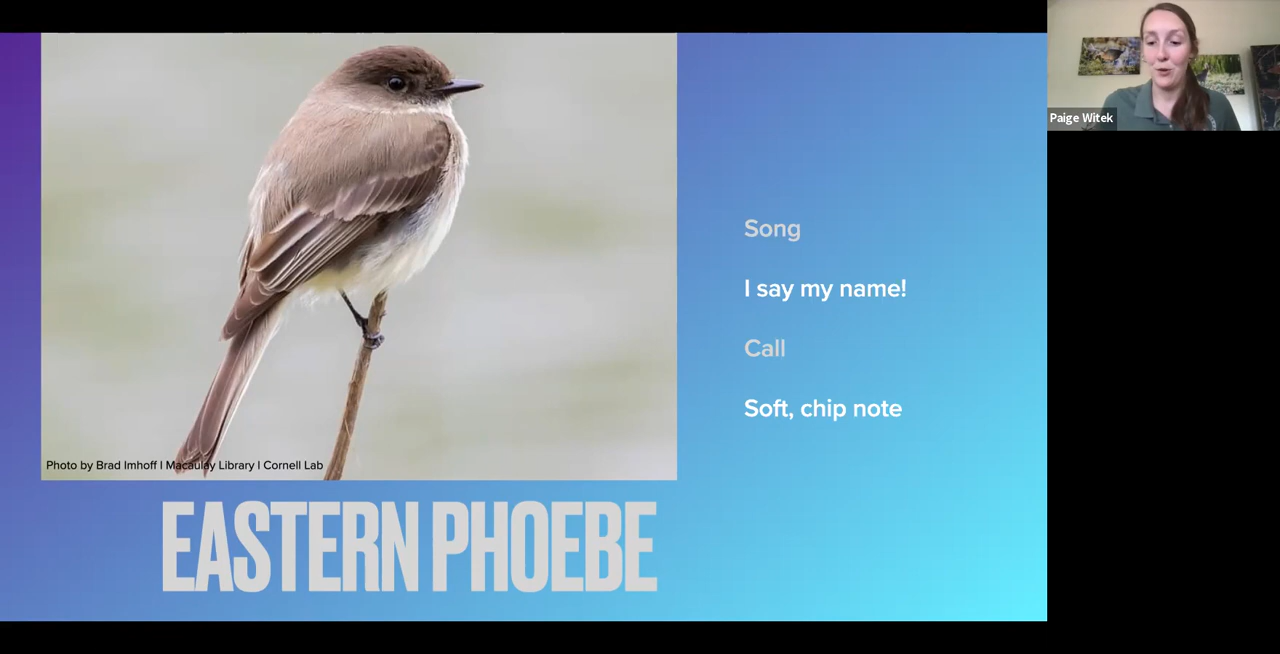 Paige Witek
Song
I say my name!
Call
Soft, chip note
Photo by Brad Imhoff I Macaulay Library I Cornell Lab
EASTERN PHOEBE